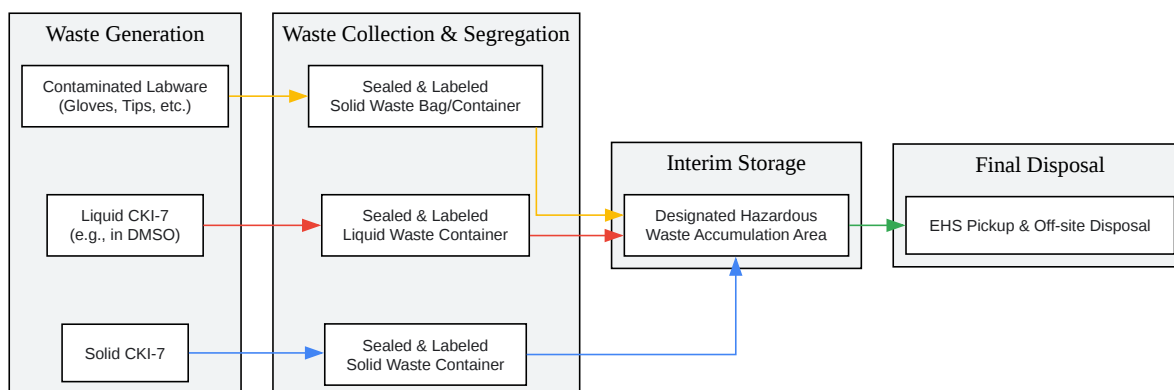 Waste Generation
Contaminated Labware
(Gloves, Tips, etc.)
Liquid CKI-7
(e.g., in DMSO)
Solid CKI-7
Waste Collection & Segregation
Sealed & Labeled
Solid Waste Bag/Container
Sealed & Labeled
Liquid Waste Container
Sealed & Labeled
Solid Waste Container
Interim Storage
Designated Hazardous
Waste Accumulation Area
Final Disposal
EHS Pickup & Off-site Disposal